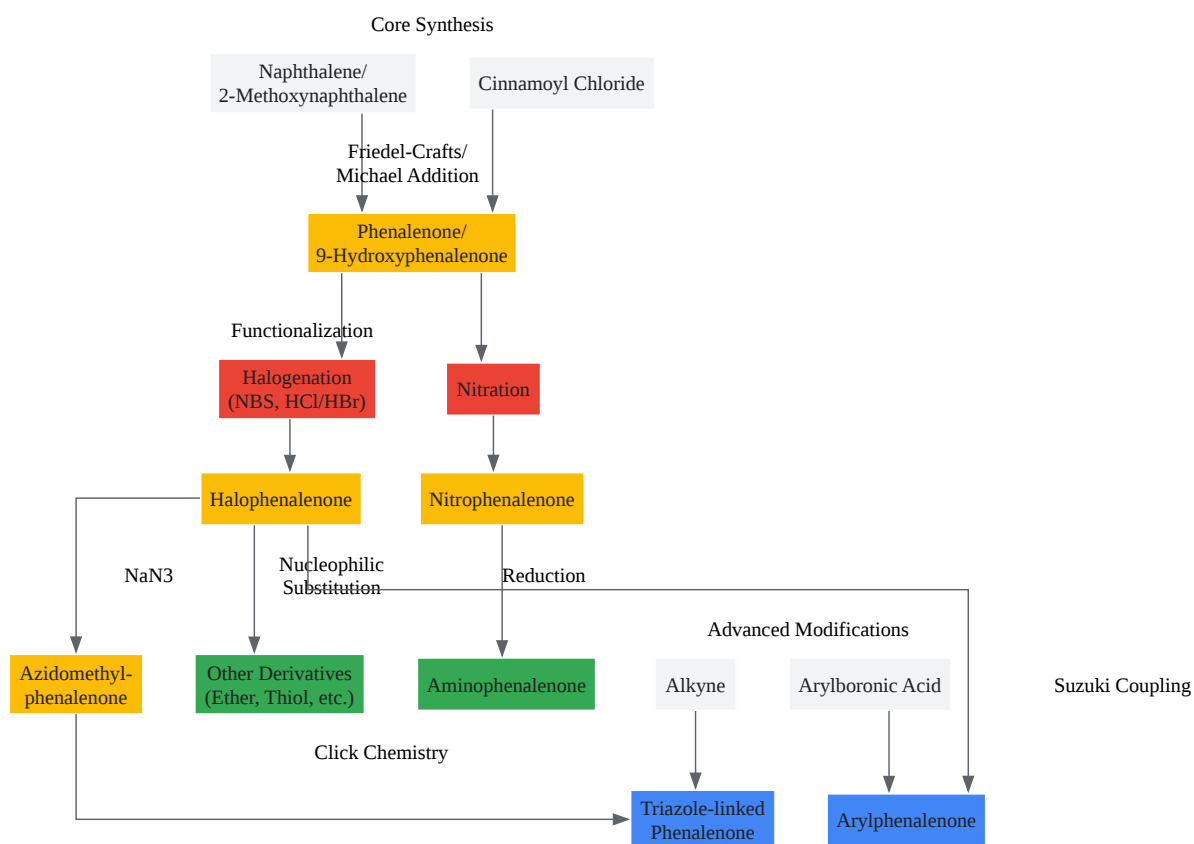 Core Synthesis
Naphthalene/
2-Methoxynaphthalene
Cinnamoyl Chloride
Friedel-Crafts/
Michael Addition
Phenalenone/
9-Hydroxyphenalenone
Functionalization
Halogenation
(NBS, HCl/HBr)
Nitration
Halophenalenone
Nitrophenalenone
NaN3
Nucleophilic
Substitution
Reduction
Advanced Modifications
Azidomethyl-
phenalenone
Other Derivatives
(Ether, Thiol, etc.)
Aminophenalenone
Alkyne
Arylboronic Acid
Suzuki Coupling
Click Chemistry
Triazole-linked
Phenalenone
Arylphenalenone